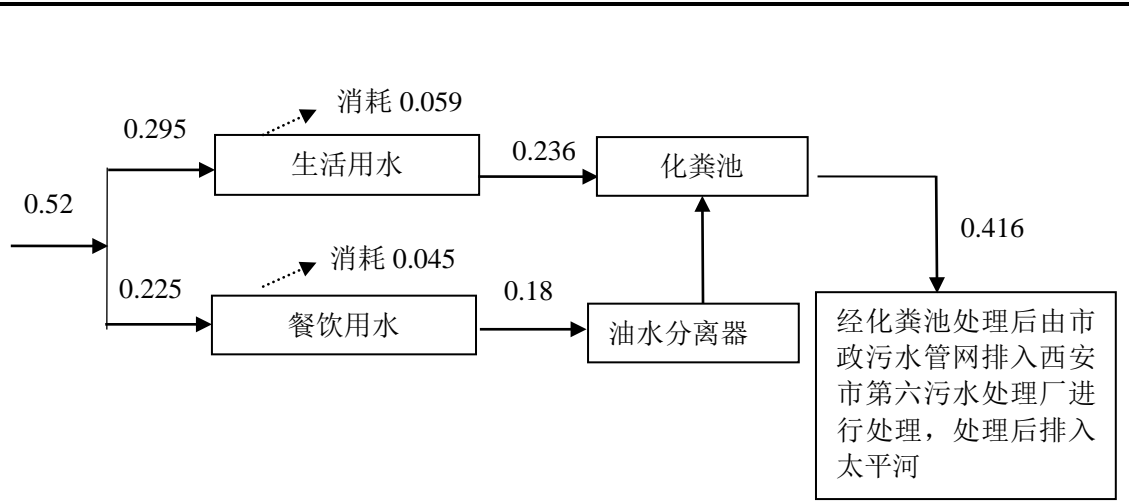 消耗 0.059
0.295
生活用水
0.236
化粪池
0.52
0.416
消耗 0.045
0.225
餐饮用水
0.18
油水分离器
经化粪池处理后由市
政污水管网排入西安
市第六污水处理厂进
行处理，处理后排入
太平河